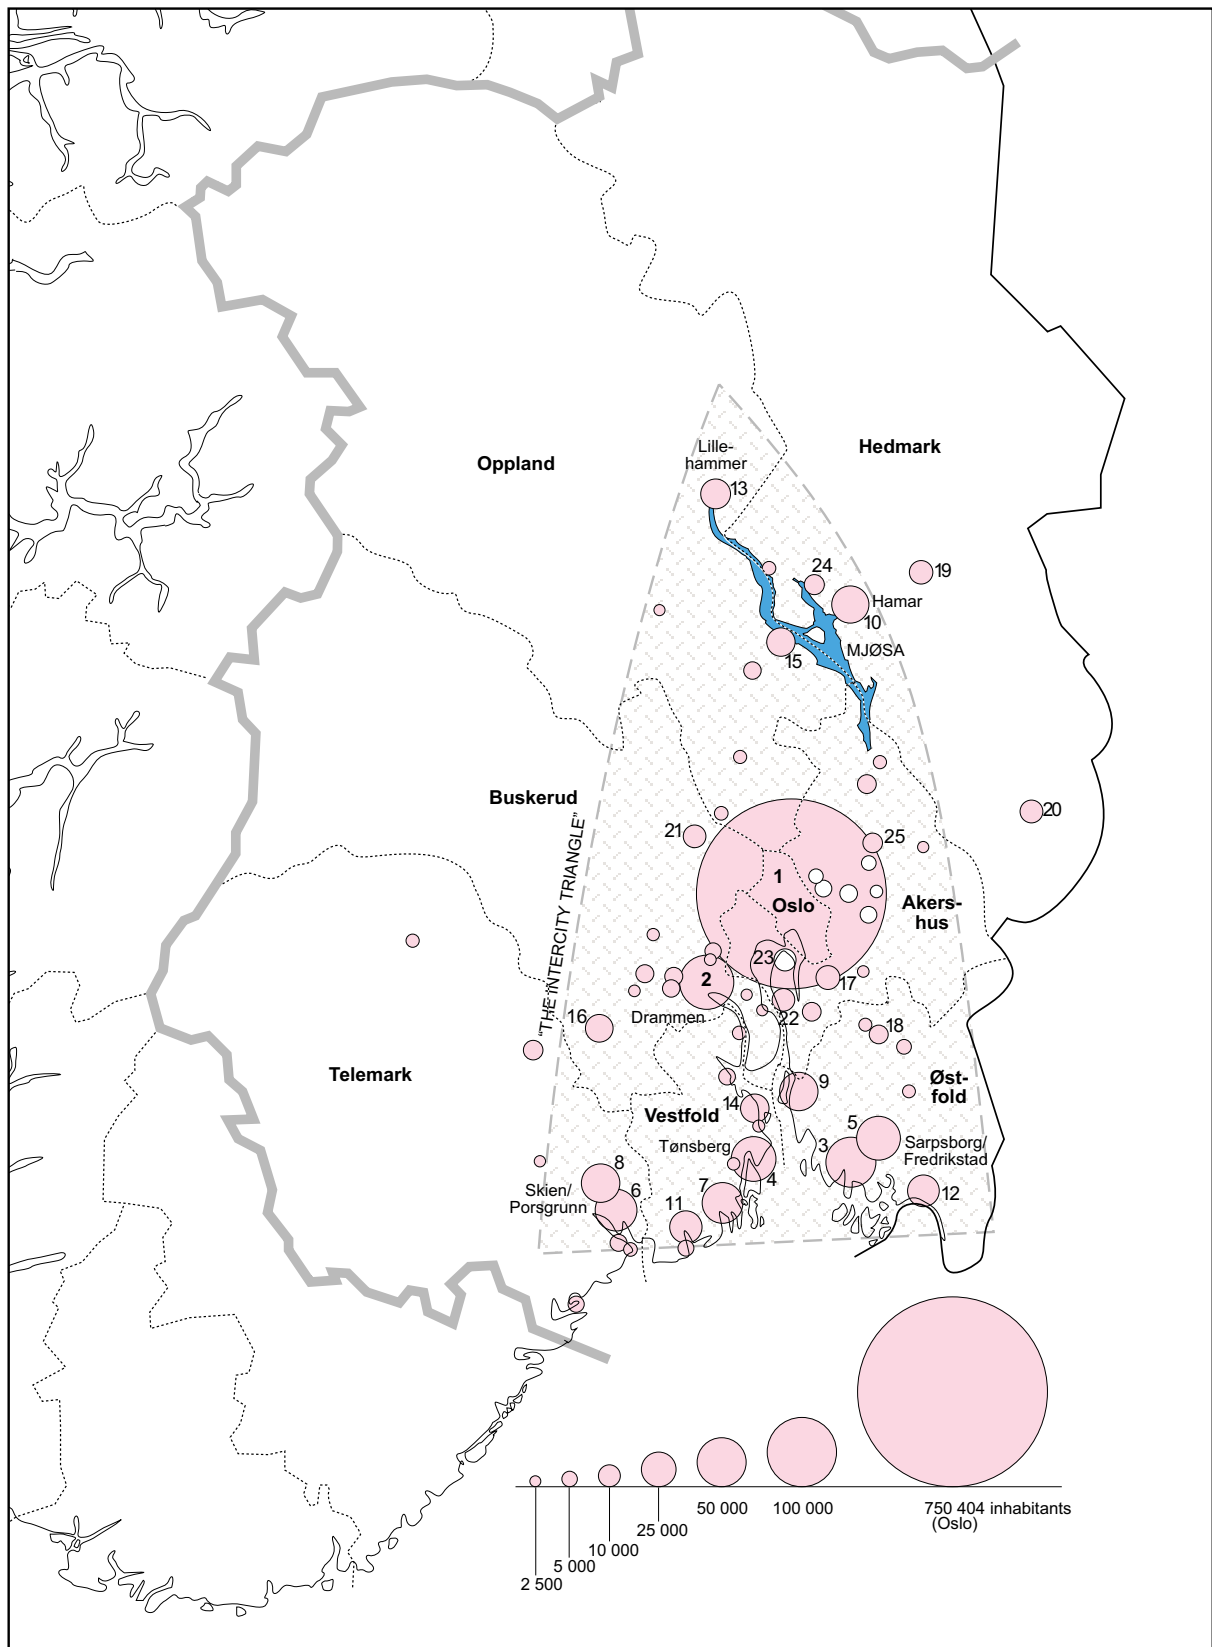 Lille-
hammer
13
Oppland
Hedmark
24
19
Hamar
10
15
MJØSA
Buskerud
"THE INTERCITY TRIANGLE"
20
21
25
1
Oslo
Akers-
hus
23
2
17
Drammen
16
22
18
Telemark
9
Øst-
fold
14
Vestfold
5
Tønsberg
3
Sarpsborg/
Fredrikstad
8
4
Skien/
Porsgrunn
6
7
12
11
750 404 inhabitants
(Oslo)
100 000
50 000
25 000
10 000
5 000
2 500